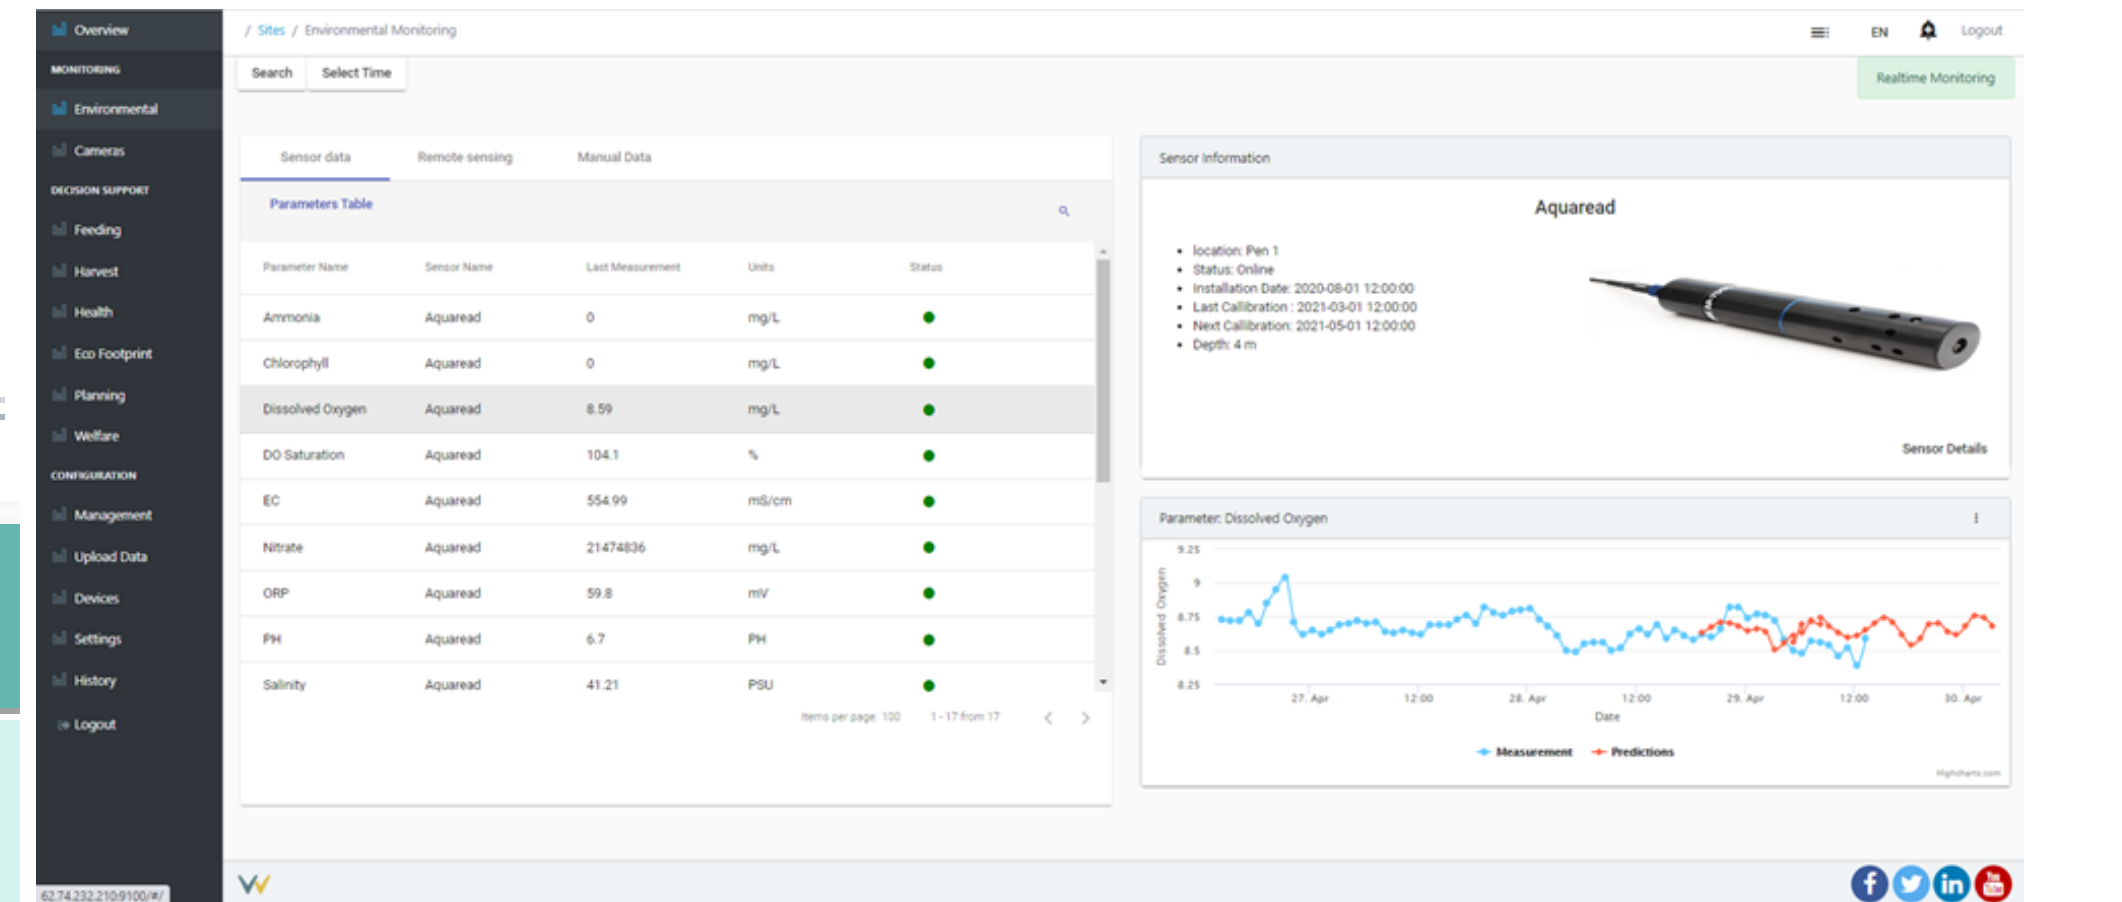 Overview
MONITORING
Environmental
Cameras
DECISION SUPPORT
Feeding
Harvest
Health
Eco Footprint
Planning
Welfare
CONFIGURATION
Management
Upload Data
Devices
Settings
History
Logout
62.74.232.210:9100/#/
/ Sites / Environmental Monitoring
EN Logout
Search Select Time
Realtime Monitoring
Sensor data Remote sensing Manual Data
Parameters Table
Parameter Name Sensor Name Last Measurement Units Status
Ammonia Aquaread 0 mg/L
Chlorophyll Aquaread 0 mg/L
Dissolved Oxygen Aquaread 8.59 mg/L
DO Saturation Aquaread 104.1 %
EC Aquaread 554.99 mS/cm
Nitrate Aquaread 21474836 mg/L
ORP Aquaread 59.8 mV
PH Aquaread 6.7 PH
Salinity Aquaread 41.21 PSU
Items per page: 100 1 - 17 from 17
Sensor Information
Aquaread
• location: Pen 1
• Status: Online
• Installation Date: 2020-08-01 12:00:00
• Last Callibration : 2021-03-01 12:00:00
• Next Callibration: 2021-05-01 12:00:00
• Depth: 4 m
Sensor Details
Parameter: Dissolved Oxygen
Dissolved Oxygen
9.25
9
8.75
8.5
8.25
27. Apr 12:00 28. Apr 12:00 29. Apr 12:00 30. Apr
Date
Measurement Predictions
Highcharts.com